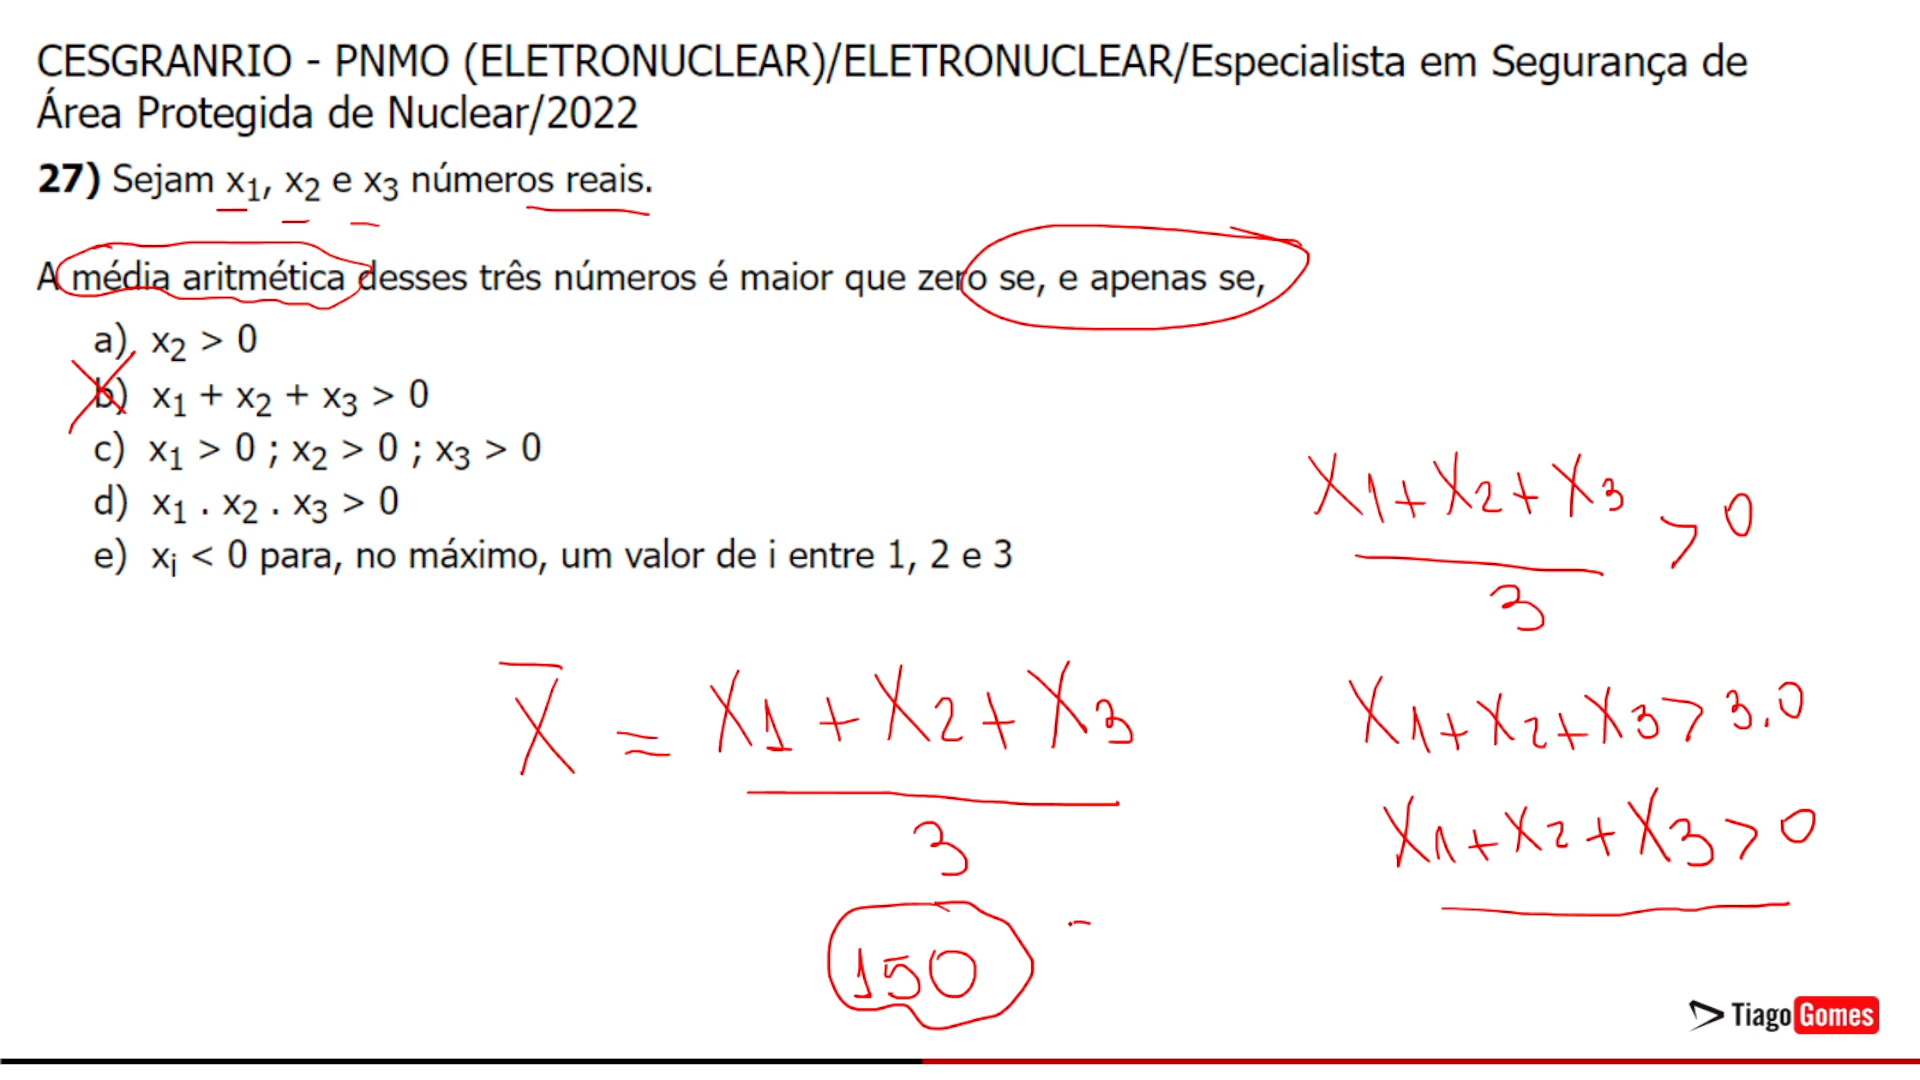 CESGRANRIO - PNMO (ELETRONUCLEAR)/ELETRONUCLEAR/Especialista em Segurança de
Área Protegida de Nuclear/2022
27) Sejam x₁, x₂ e x₃ números reais.
A média aritmética desses três números é maior que zero se, e apenas se,
a) x₂ > 0
b) x₁ + x₂ + x₃ > 0
c) x₁ > 0 ; x₂ > 0 ; x₃ > 0
d) x₁ . x₂ . x₃ > 0
e) xᵢ < 0 para, no máximo, um valor de i entre 1, 2 e 3
X1+X2+X3 > 0
3
X̅ = X1+X2+X3
3
X1+X2+X3>3.0
X1+X2+X3>0
150
Tiago Gomes